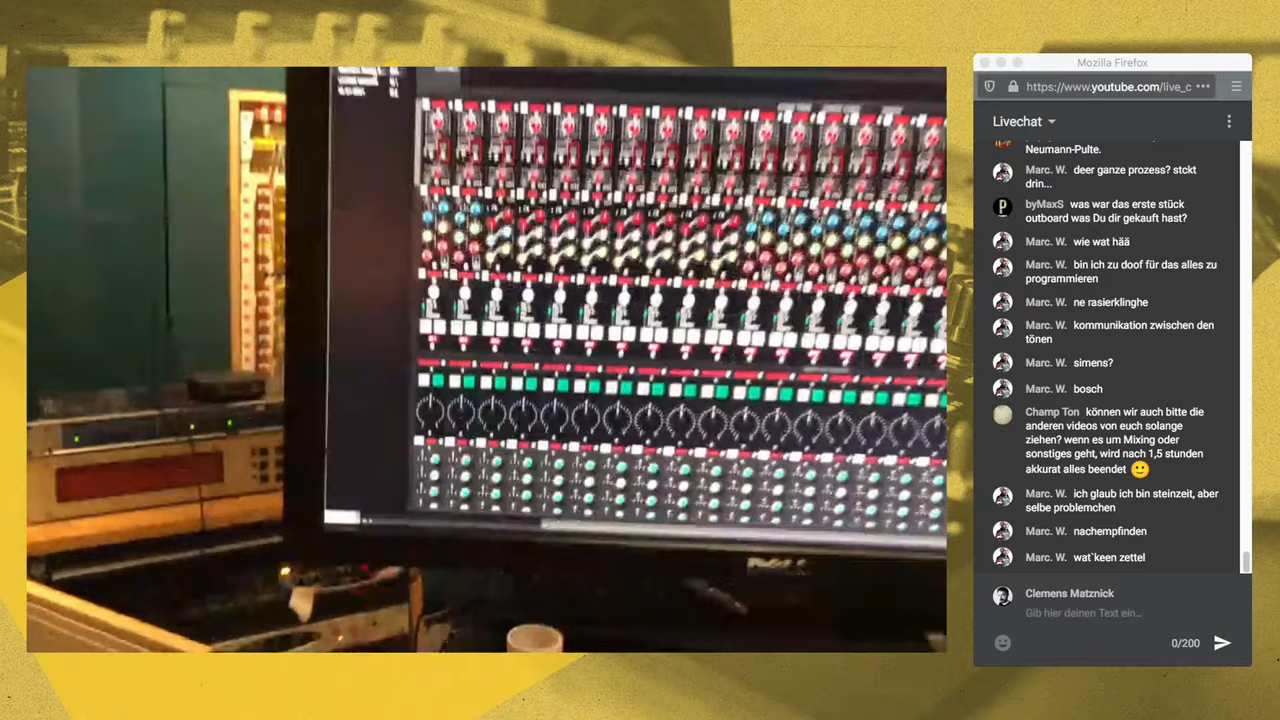 Mozilla Firefox
https://www.youtube.com/live_c
Livechat
Neumann-Pulte.
Marc. W. deer ganze prozess? stckt
drin...
byMaxS was war das erste stück
outboard was Du dir gekauft hast?
Marc. W. wie wat hää
Marc. W. bin ich zu doof für das alles zu
programmieren
Marc. W. ne rasierklinghe
Marc. W. kommunikation zwischen den
tönen
Marc. W. simens?
Marc. W. bosch
Champ Ton können wir auch bitte die
anderen videos von euch solange
ziehen? wenn es um Mixing oder
sonstiges geht, wird nach 1,5 stunden
akkurat alles beendet 🙂
Marc. W. ich glaub ich bin steinzeit, aber
selbe problemchen
Marc. W. nachempfinden
Marc. W. wat`keen zettel
Clemens Matznick
Gib hier deinen Text ein...
0/200